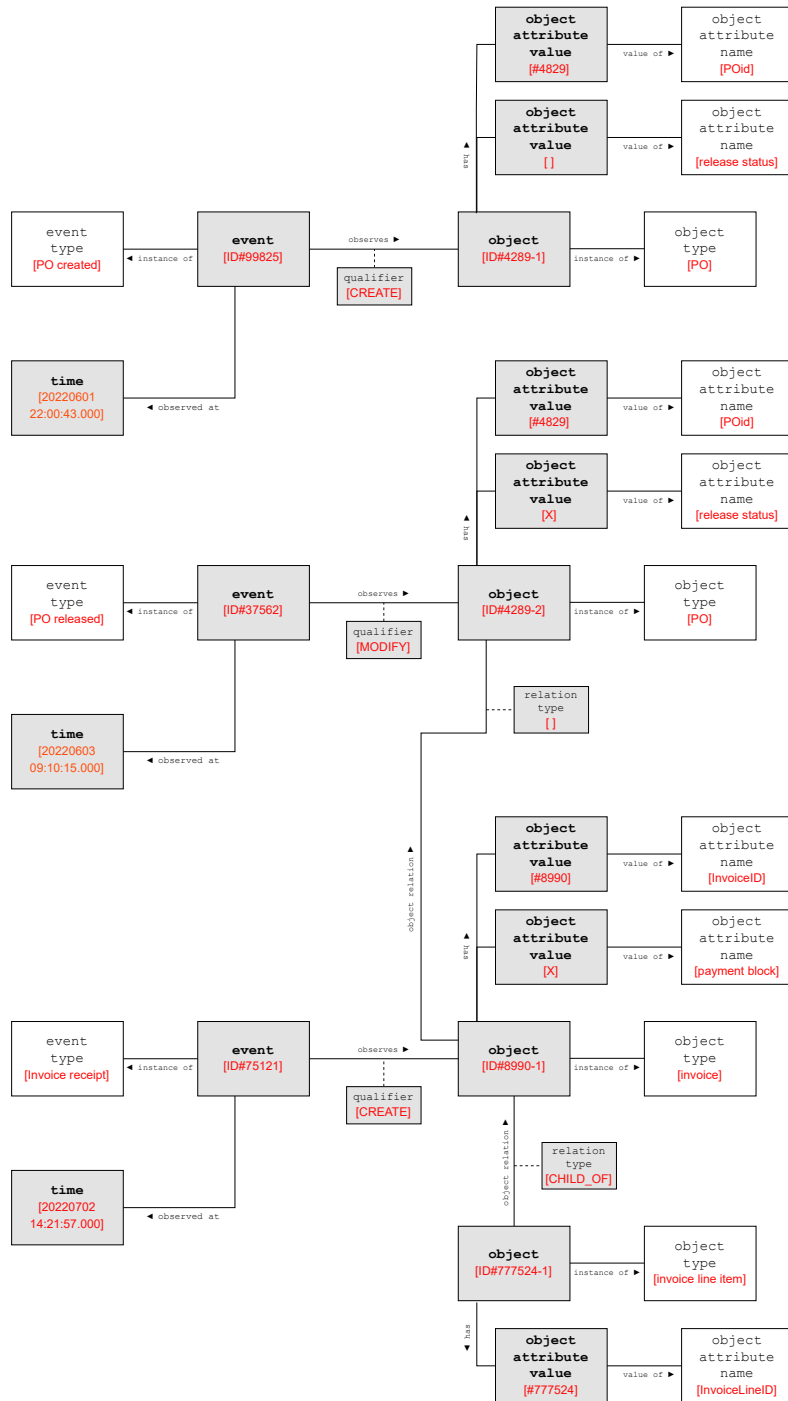 object
attribute
value
[#4829]
value of ►
object
attribute
name
[POid]
object
attribute
value
[ ]
value of ►
object
attribute
name
[release status]
▲ has
event
type
[PO created]
◄ instance of
event
[ID#99825]
observes ►
qualifier
[CREATE]
object
[ID#4289-1]
instance of ►
object
type
[PO]
time
[20220601
22:00:43.000]
◄ observed at
object
attribute
value
[#4829]
value of ►
object
attribute
name
[POid]
object
attribute
value
[X]
value of ►
object
attribute
name
[release status]
▲ has
event
type
[PO released]
◄ instance of
event
[ID#37562]
observes ►
qualifier
[MODIFY]
object
[ID#4289-2]
instance of ►
object
type
[PO]
relation
type
[ ]
time
[20220603
09:10:15.000]
◄ observed at
object relation ▲
object
attribute
value
[#8990]
value of ►
object
attribute
name
[InvoiceID]
object
attribute
value
[X]
value of ►
object
attribute
name
[payment block]
▲ has
event
type
[Invoice receipt]
◄ instance of
event
[ID#75121]
observes ►
qualifier
[CREATE]
object
[ID#8990-1]
instance of ►
object
type
[invoice]
object relation ▲
relation
type
[CHILD_OF]
time
[20220702
14:21:57.000]
◄ observed at
object
[ID#777524-1]
instance of ►
object
type
[invoice line item]
▼ has
object
attribute
value
[#777524]
value of ►
object
attribute
name
[InvoiceLineID]